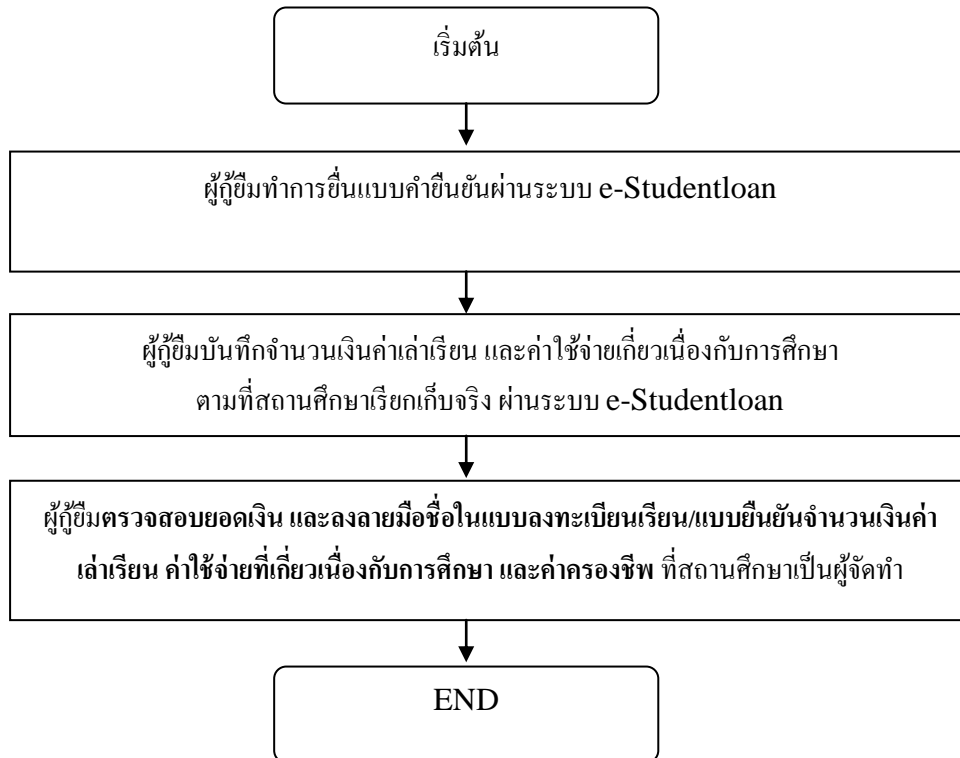 เริ่มต้น
ผู้กู้ยืมทำการยื่นแบบคำยืนยันผ่านระบบ e-Studentloan
ผู้กู้ยืมบันทึกจำนวนเงินค่าเล่าเรียน และค่าใช้จ่ายเกี่ยวเนื่องกับการศึกษา
ตามที่สถานศึกษาเรียกเก็บจริง ผ่านระบบ e-Studentloan
ผู้กู้ยืมตรวจสอบยอดเงิน และลงลายมือชื่อในแบบลงทะเบียนเรียน/แบบยืนยันจำนวนเงินค่า
เล่าเรียน ค่าใช้จ่ายที่เกี่ยวเนื่องกับการศึกษา และค่าครองชีพ ที่สถานศึกษาเป็นผู้จัดทำ
END